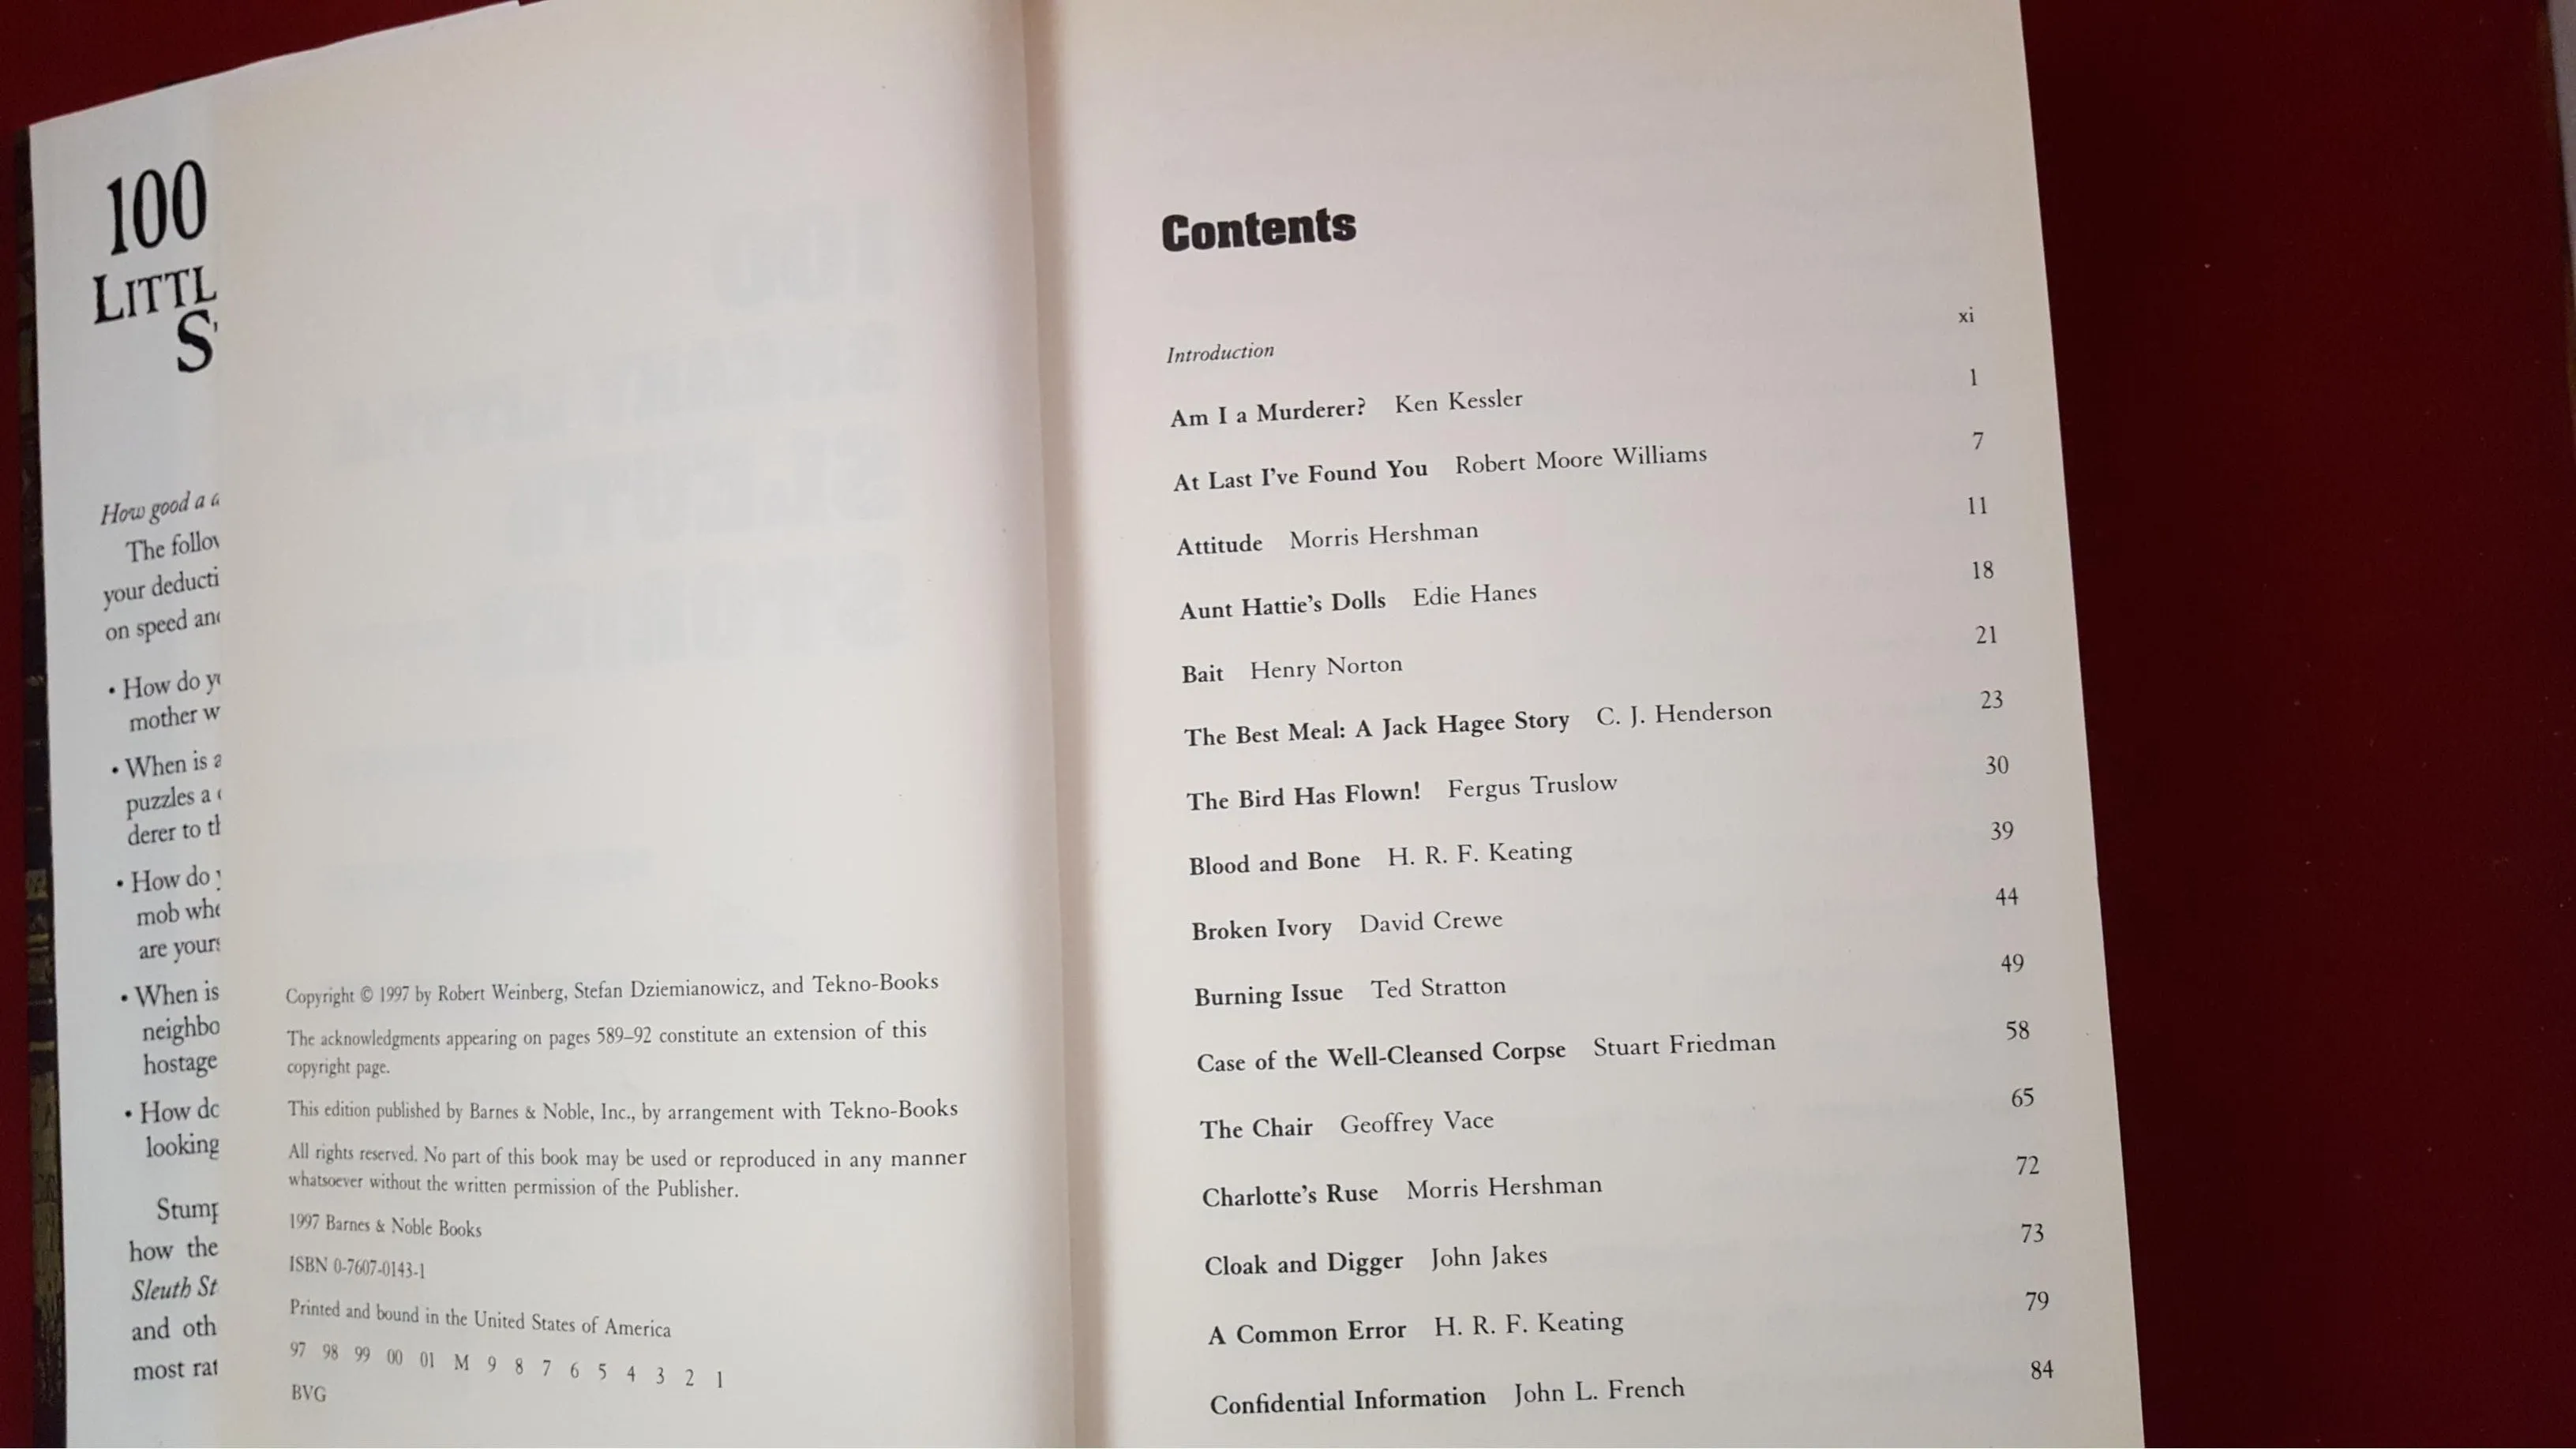 100
LITTL
S
How good a
The follow
your deducti
on speed and
• How do yo
mother w
• When is a
puzzles a
derer to th
• How do y
mob whe
are yours
• When is
neighbo
hostage
• How do
looking
Stump
how the
Sleuth St
and oth
most rat
Copyright © 1997 by Robert Weinberg, Stefan Dziemianowicz, and Tekno-Books
The acknowledgments appearing on pages 589–92 constitute an extension of this
copyright page.
This edition published by Barnes & Noble, Inc., by arrangement with Tekno-Books
All rights reserved. No part of this book may be used or reproduced in any manner
whatsoever without the written permission of the Publisher.
1997 Barnes & Noble Books
ISBN 0-7607-0143-1
Printed and bound in the United States of America
97 98 99 00 01 M 9 8 7 6 5 4 3 2 1
BVG
Contents
Introduction xi
Am I a Murderer? Ken Kessler 1
At Last I've Found You Robert Moore Williams 7
Attitude Morris Hershman 11
Aunt Hattie's Dolls Edie Hanes 18
Bait Henry Norton 21
The Best Meal: A Jack Hagee Story C. J. Henderson 23
The Bird Has Flown! Fergus Truslow 30
Blood and Bone H. R. F. Keating 39
Broken Ivory David Crewe 44
Burning Issue Ted Stratton 49
Case of the Well-Cleansed Corpse Stuart Friedman 58
The Chair Geoffrey Vace 65
Charlotte's Ruse Morris Hershman 72
Cloak and Digger John Jakes 73
A Common Error H. R. F. Keating 79
Confidential Information John L. French 84